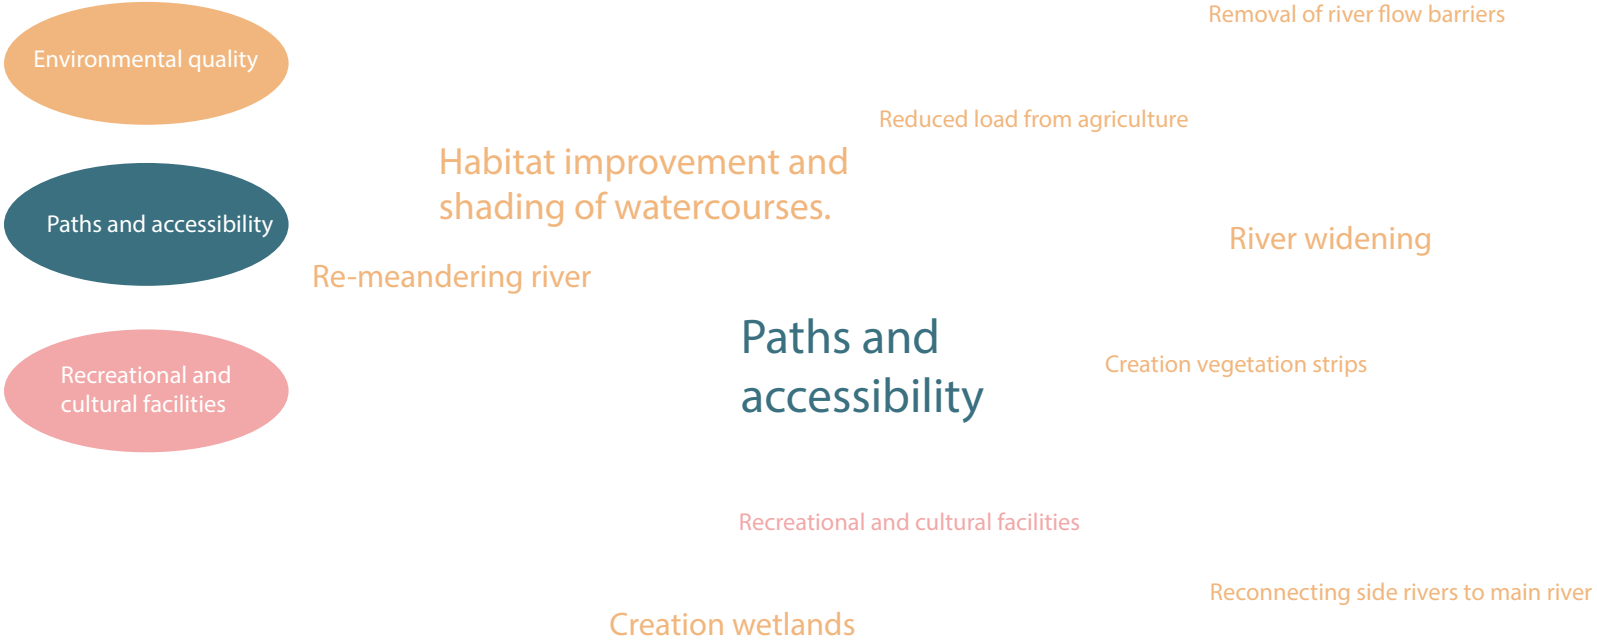 Environmental quality
Paths and accessibility
Recreational and
cultural facilities
Removal of river flow barriers
Reduced load from agriculture
Habitat improvement and
shading of watercourses.
River widening
Re-meandering river
Paths and
accessibility
Creation vegetation strips
Recreational and cultural facilities
Reconnecting side rivers to main river
Creation wetlands